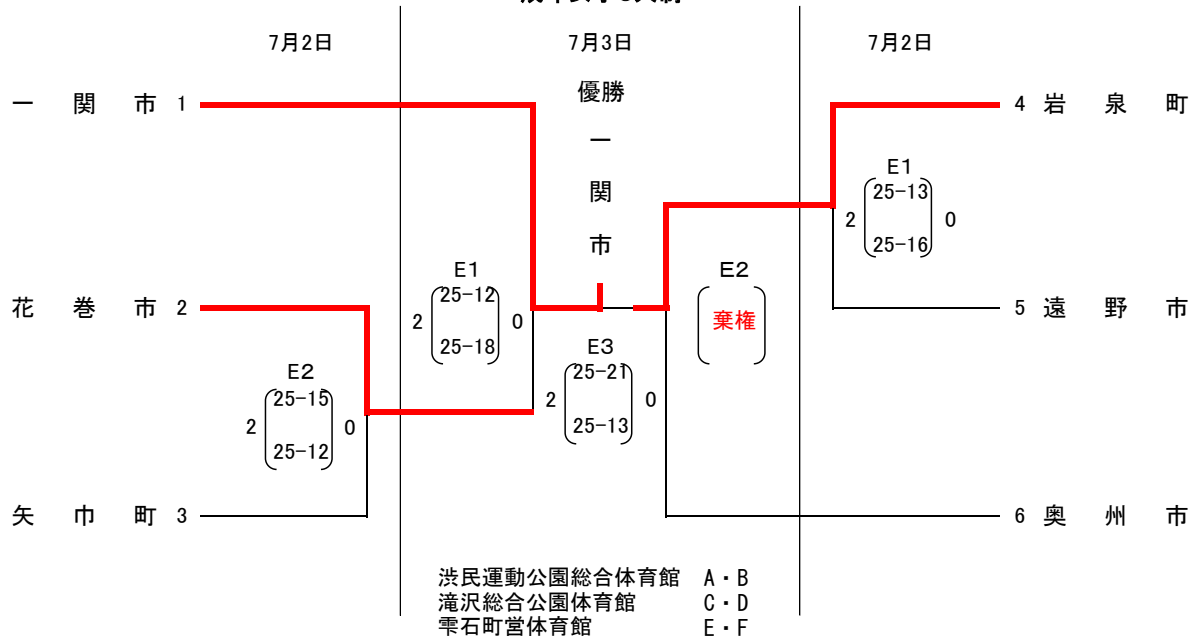 7月2日 7月3日 7月2日
優勝
一関市
一関市 1
4 岩泉町
E1
25-13
2 0
25-16
E1
25-12
2 0
25-18
E2
棄権
花巻市 2
5 遠野市
E2
25-15
2 0
25-12
E3
25-21
2 0
25-13
矢巾町 3
6 奥州市
渋民運動公園総合体育館 A・B
滝沢総合公園体育館 C・D
雫石町営体育館 E・F